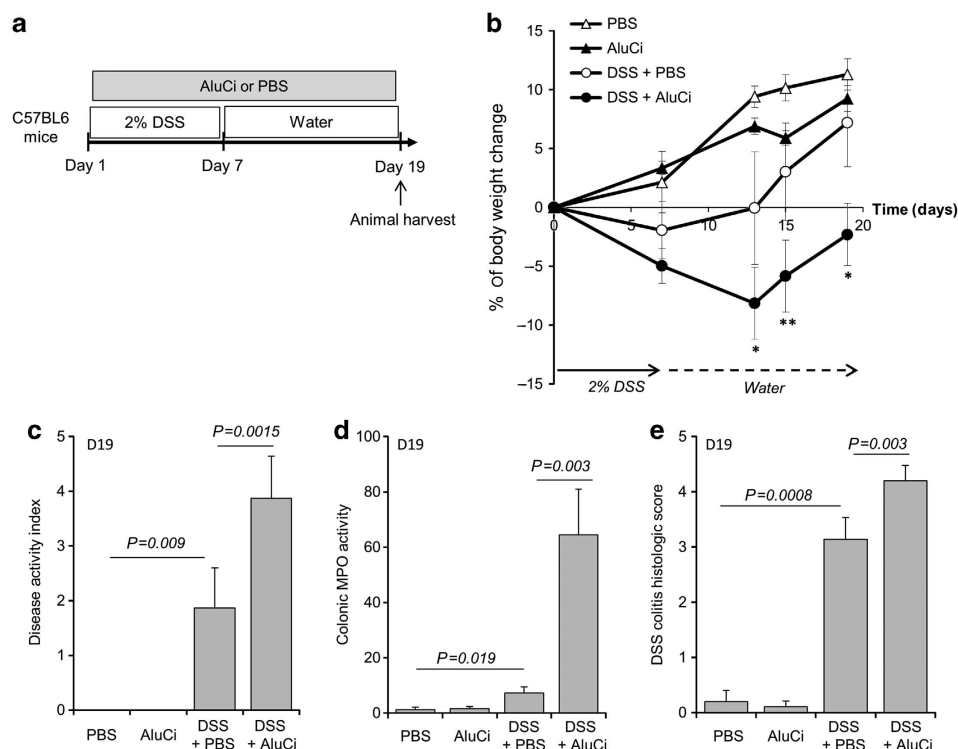 a
AluCi or PBS
C57BL6
mice
2% DSS
Water
Day 1
Day 7
Day 19
Animal harvest
b
PBS
AluCi
DSS + PBS
DSS + AluCi
% of body weight change
15
10
5
0
–5
–10
–15
0
5
10
15
20
Time (days)
*
**
*
2% DSS
Water
c
D19
P=0.0015
P=0.009
Disease activity index
5
4
3
2
1
0
PBS
AluCi
DSS
+ PBS
DSS
+ AluCi
d
D19
P=0.003
P=0.019
Colonic MPO activity
100
80
60
40
20
0
PBS
AluCi
DSS
+ PBS
DSS
+ AluCi
e
D19
P=0.003
P=0.0008
DSS colitis histologic score
5
4
3
2
1
0
PBS
AluCi
DSS
+ PBS
DSS
+ AluCi